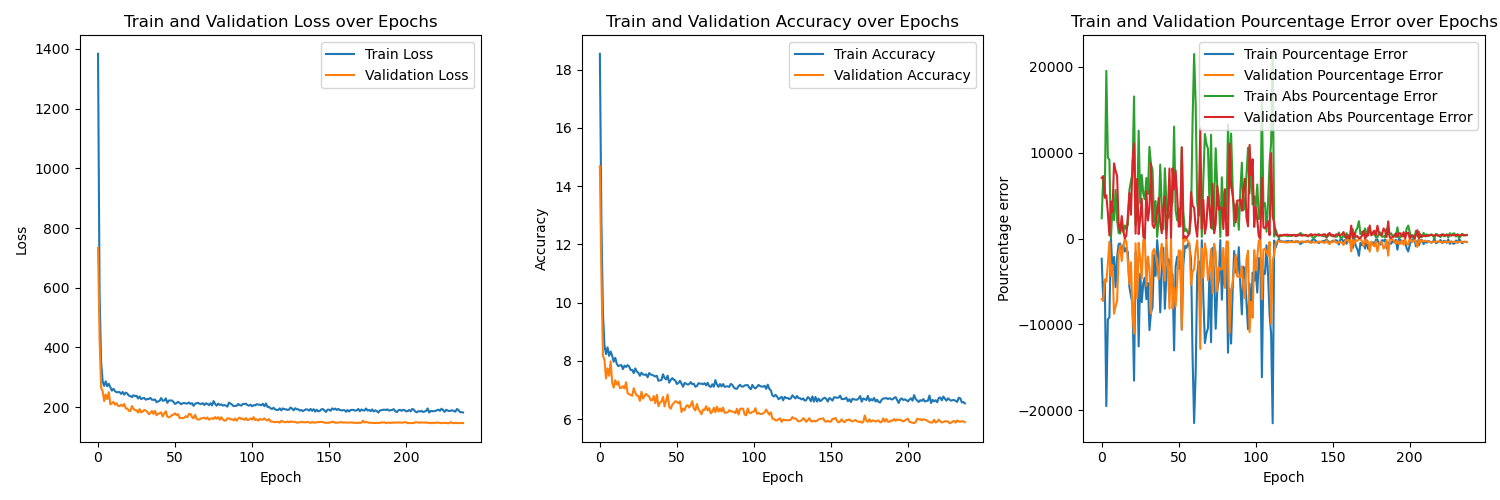 Train and Validation Loss over Epochs
Train Loss
Validation Loss
1400
1200
1000
800
600
400
200
Loss
0
50
100
150
200
Epoch
Train and Validation Accuracy over Epochs
Train Accuracy
Validation Accuracy
18
16
14
12
10
8
6
Accuracy
0
50
100
150
200
Epoch
Train and Validation Pourcentage Error over Epochs
Train Pourcentage Error
Validation Pourcentage Error
Train Abs Pourcentage Error
Validation Abs Pourcentage Error
20000
10000
0
−10000
−20000
Pourcentage error
0
50
100
150
200
Epoch